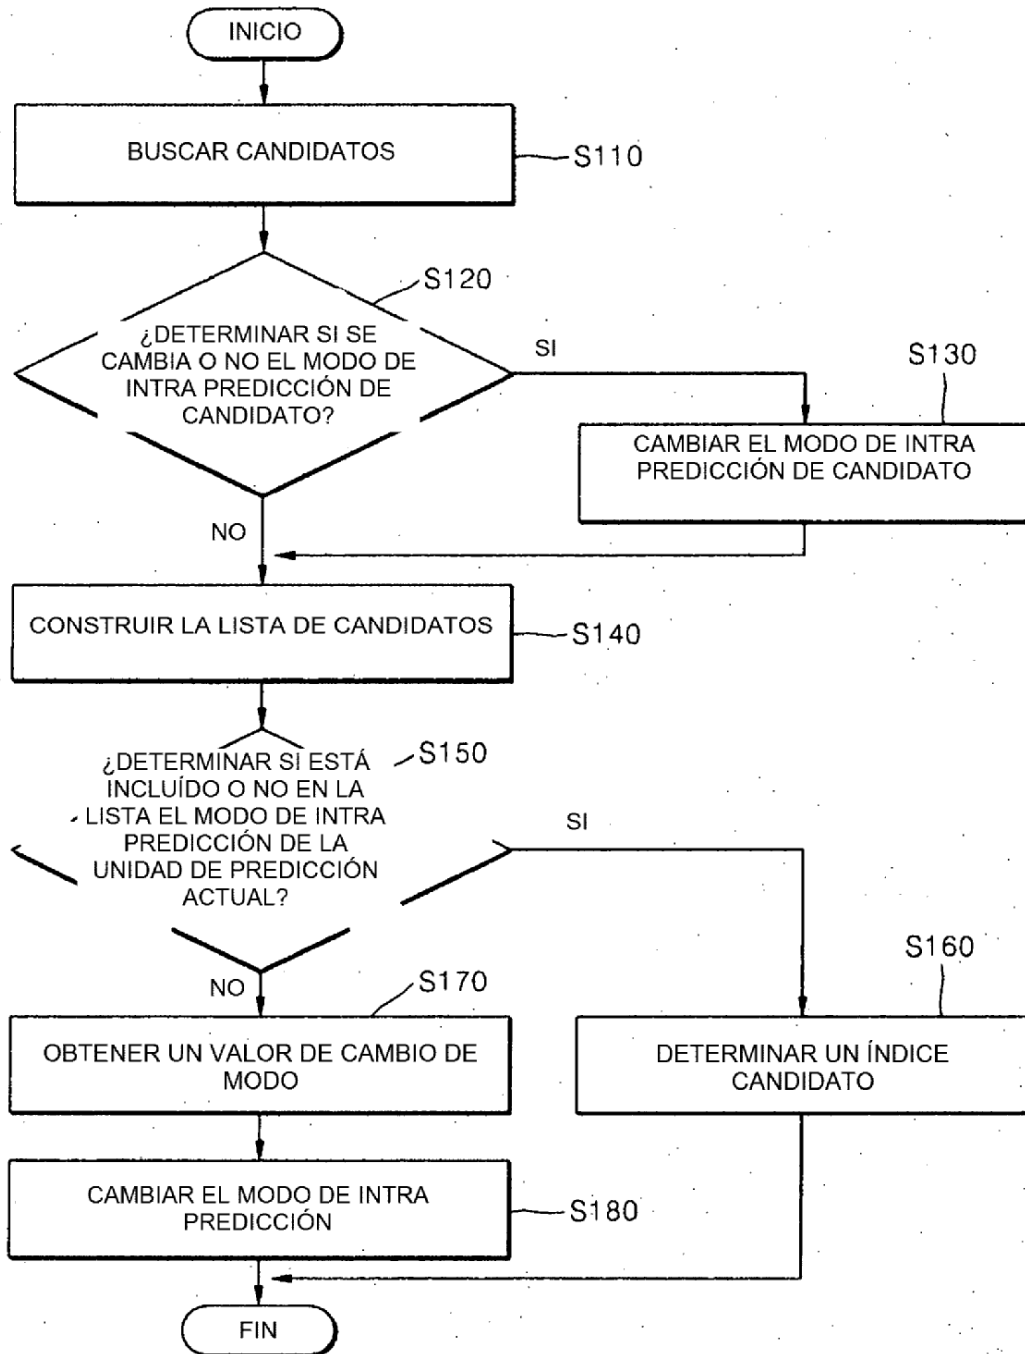 INICIO
BUSCAR CANDIDATOS
S110
S120
¿DETERMINAR SI SE
CAMBIA O NO EL MODO DE
INTRA PREDICCIÓN DE
CANDIDATO?
SI
S130
CAMBIAR EL MODO DE INTRA
PREDICCIÓN DE CANDIDATO
NO
CONSTRUIR LA LISTA DE CANDIDATOS
S140
S150
¿DETERMINAR SI ESTÁ
INCLUÍDO O NO EN LA
LISTA EL MODO DE INTRA
PREDICCIÓN DE LA
UNIDAD DE PREDICCIÓN
ACTUAL?
SI
S160
DETERMINAR UN ÍNDICE
CANDIDATO
NO
S170
OBTENER UN VALOR DE CAMBIO DE
MODO
CAMBIAR EL MODO DE INTRA
PREDICCIÓN
S180
FIN